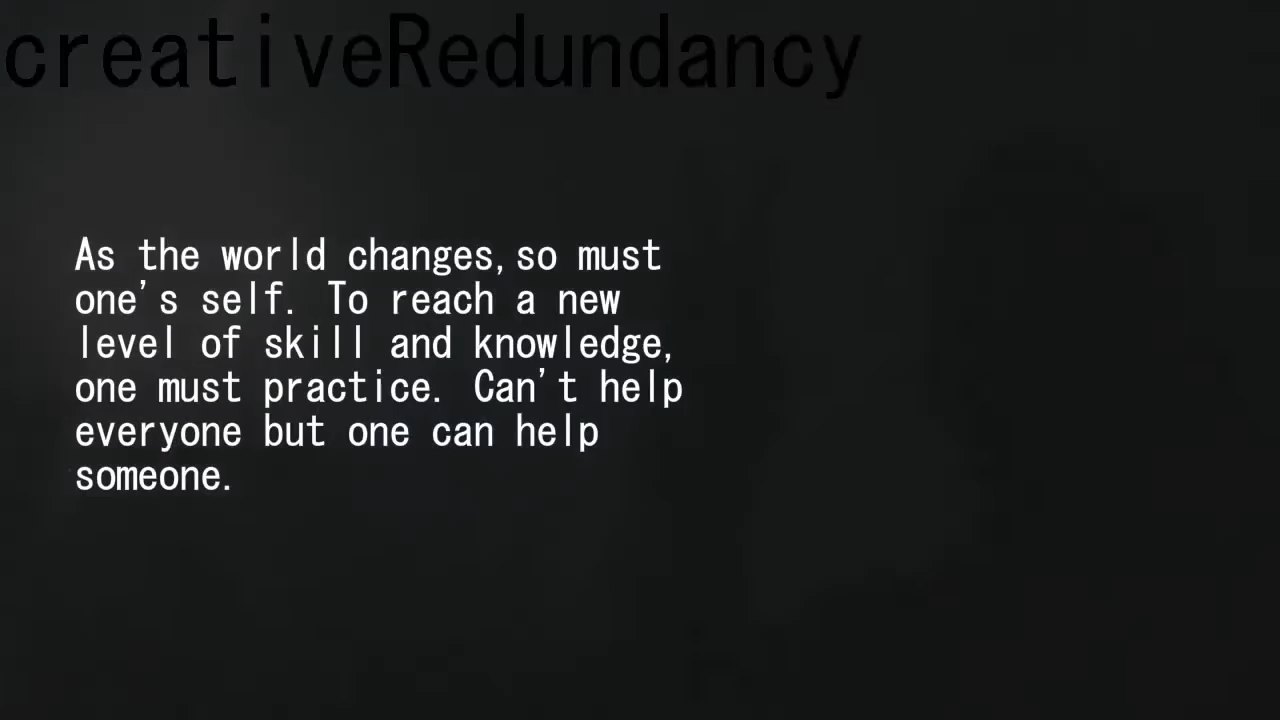 creativeRedundancy
As the world changes,so must
one's self. To reach a new
level of skill and knowledge,
one must practice. Can't help
everyone but one can help
someone.